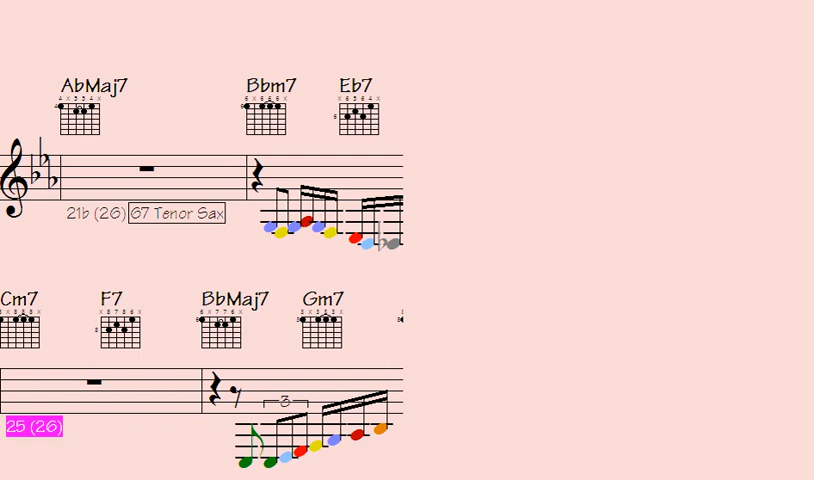 AbMaj7 Bbm7 Eb7
21b (26) 67 Tenor Sax
Cm7 F7 BbMaj7 Gm7
3
25 (26)